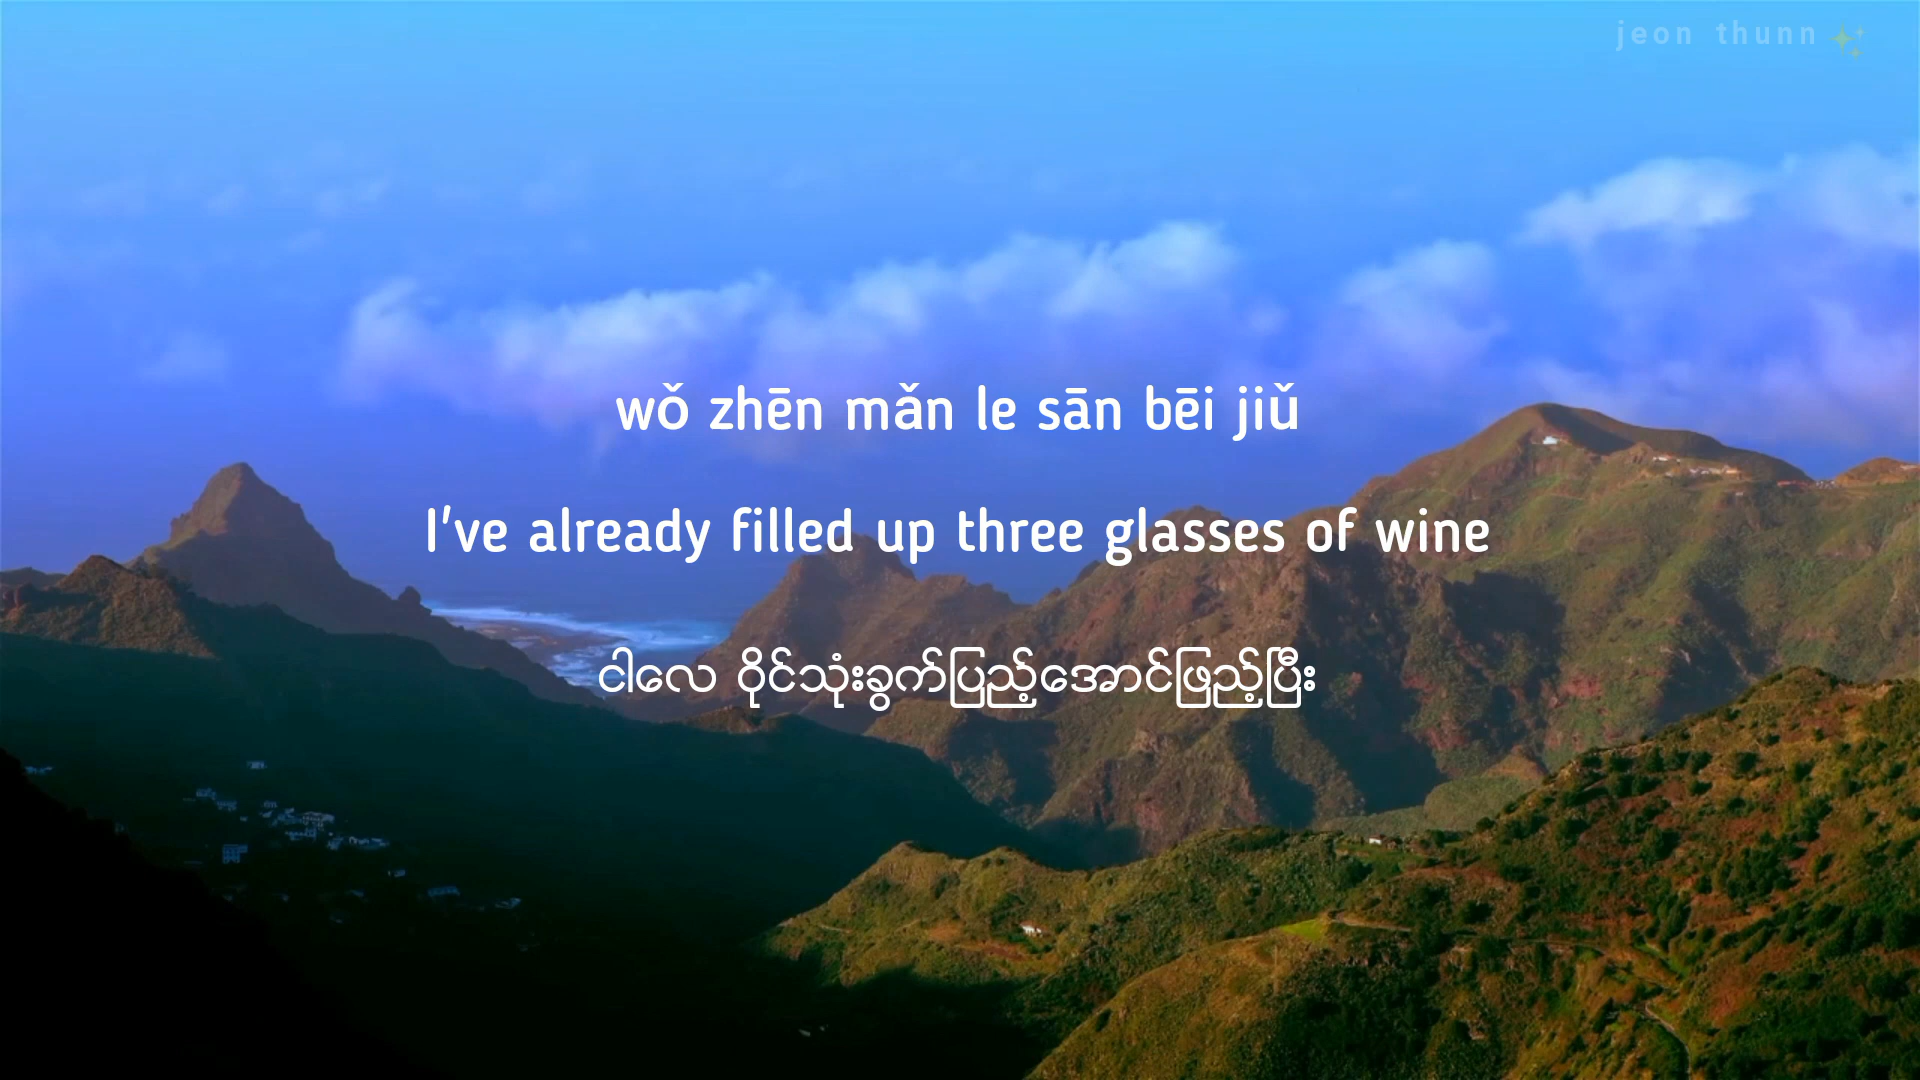 jeon thunn
wǒ zhēn mǎn le sān bēi jiǔ
I've already filled up three glasses of wine
ငါလေ ဝိုင်သုံးခွက်ပြည့်အောင်ဖြည့်ပြီး